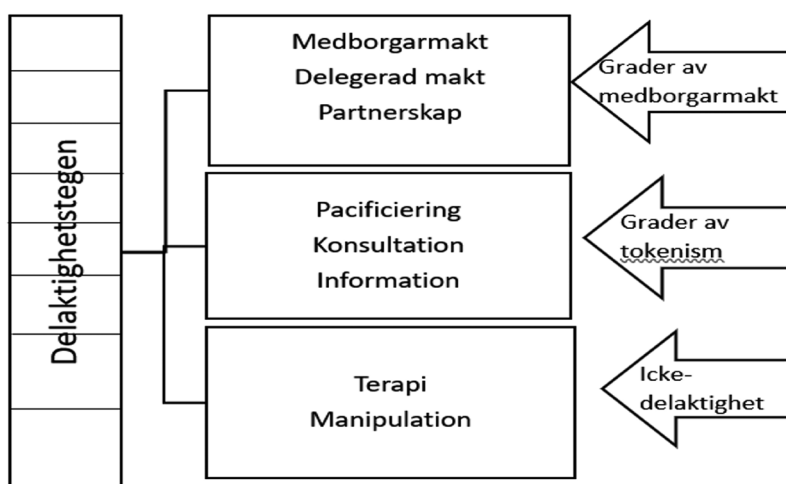 Delaktighetstegen
Medborgarmakt
Delegerad makt
Partnerskap
Grader av
medborgarmakt
Pacificiering
Konsultation
Information
Grader av
tokenism
Terapi
Manipulation
Icke-
delaktighet